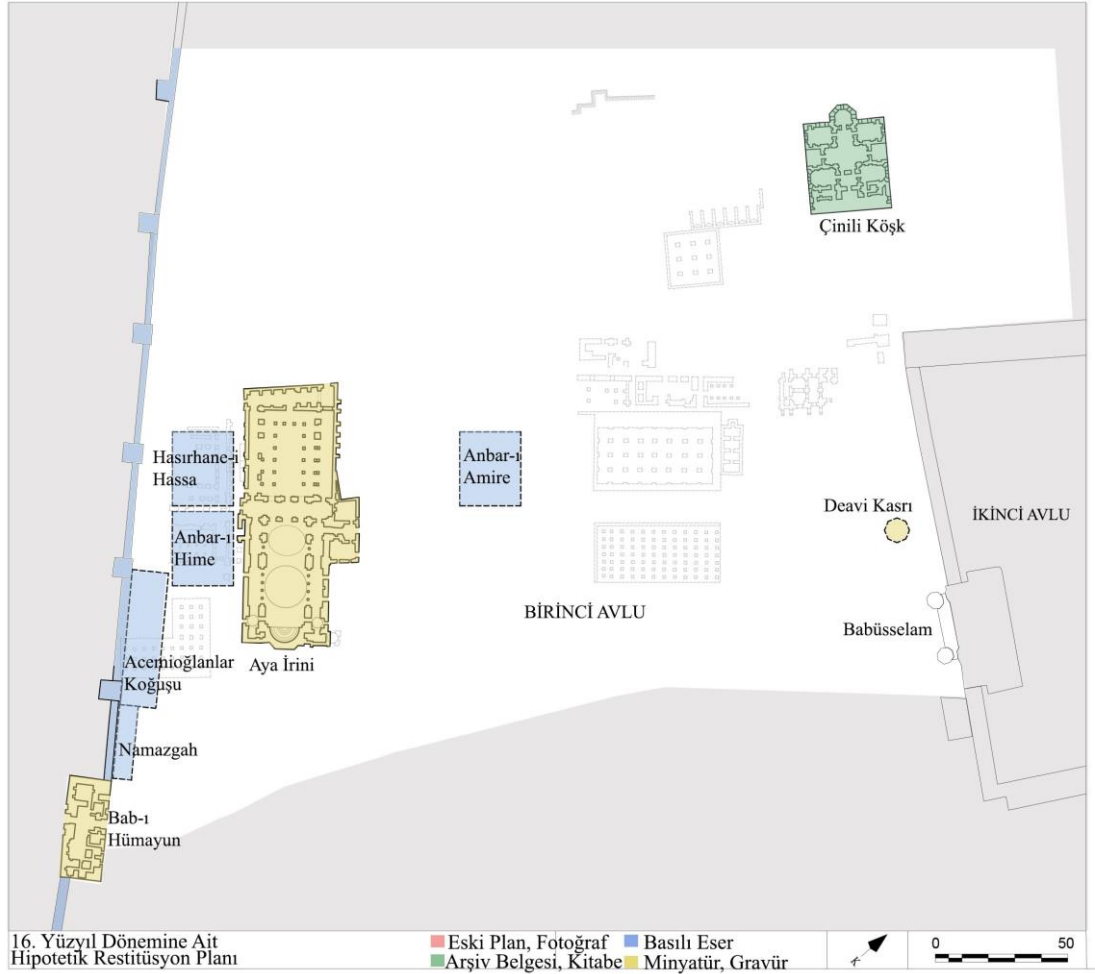 Çinili Köşk
Hasırhane-i
Hassa
Anbar-ı
Amire
Deavi Kasrı
İKİNCİ AVLU
Anbar-ı
Hime
BİRİNCİ AVLU
Babüsselam
Acemioğlanlar
Koğuşu
Aya İrini
Namazgah
Bab-ı
Hümayun
16. Yüzyıl Dönemine Ait
Hipotetik Restitüsyon Planı
Eski Plan, Fotoğraf
Basılı Eser
Arşiv Belgesi, Kitabe
Minyatür, Gravür
K
0 50